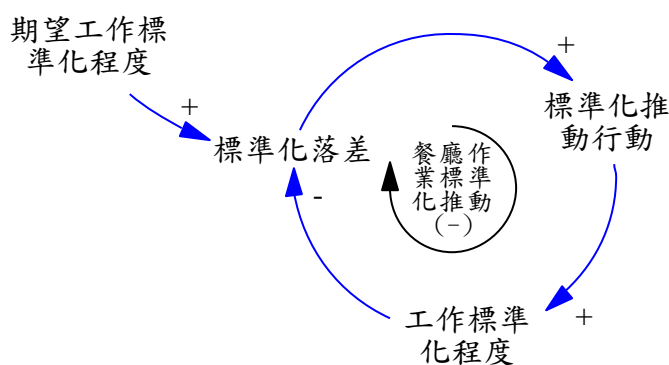 期望工作標
準化程度
+
+
標準化落差
標準化推
動行動
餐廳作
業標準
化推動
(-)
-
工作標準
化程度
+